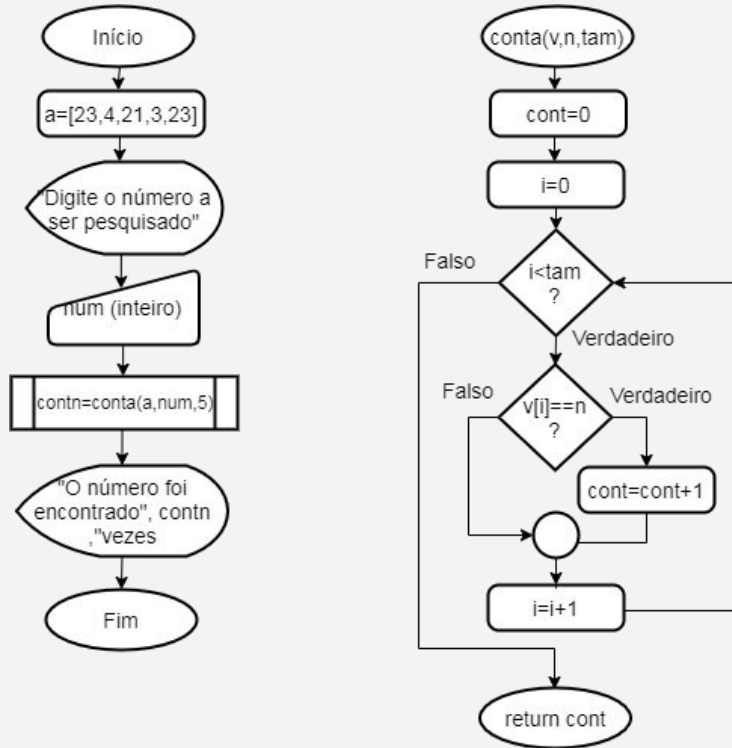 Início
a=[23,4,21,3,23]
"Digite o número a
ser pesquisado"
num (inteiro)
contn=conta(a,num,5)
"O número foi
encontrado", contn
,"vezes
Fim
conta(v,n,tam)
cont=0
i=0
Falso
i<tam
?
Verdadeiro
Falso
v[i]==n
?
Verdadeiro
cont=cont+1
i=i+1
return cont